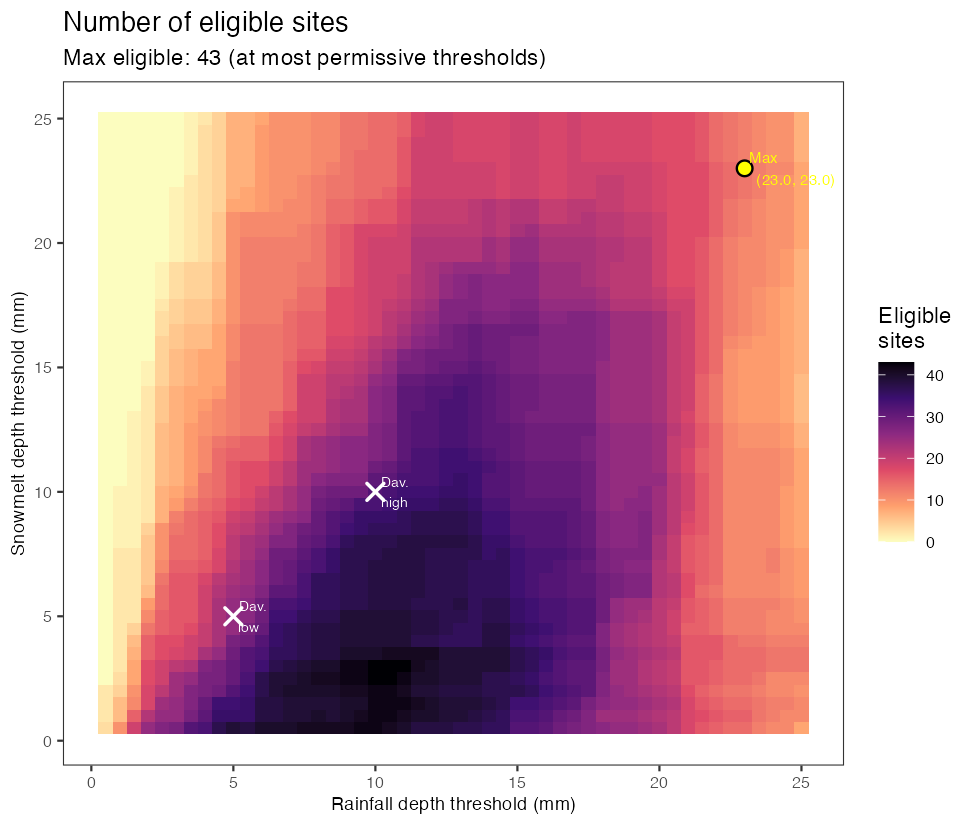 Number of eligible sites
Max eligible: 43 (at most permissive thresholds)
25
20
15
10
5
0
Snowmelt depth threshold (mm)
Max
(23.0, 23.0)
Dav.
high
Dav.
low
0
5
10
15
20
25
Rainfall depth threshold (mm)
Eligible
sites
40
30
20
10
0